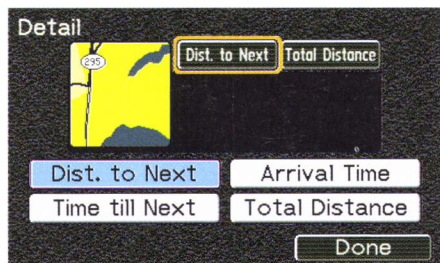 Detail
295
Dist. to Next Total Distance
Dist. to Next Arrival Time
Time till Next Total Distance
Done